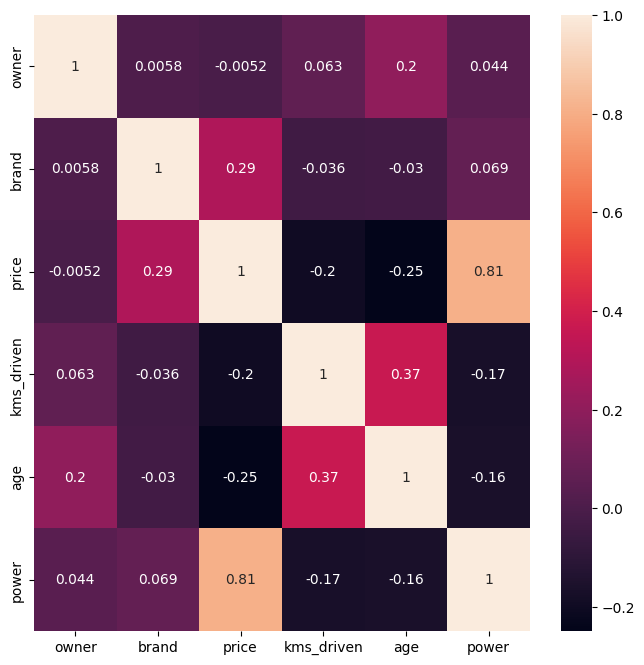 owner 1 0.0058 -0.0052 0.063 0.2 0.044
brand 0.0058 1 0.29 -0.036 -0.03 0.069
price -0.0052 0.29 1 -0.2 -0.25 0.81
kms_driven 0.063 -0.036 -0.2 1 0.37 -0.17
age 0.2 -0.03 -0.25 0.37 1 -0.16
power 0.044 0.069 0.81 -0.17 -0.16 1
owner brand price kms_driven age power
1.0
0.8
0.6
0.4
0.2
0.0
−0.2